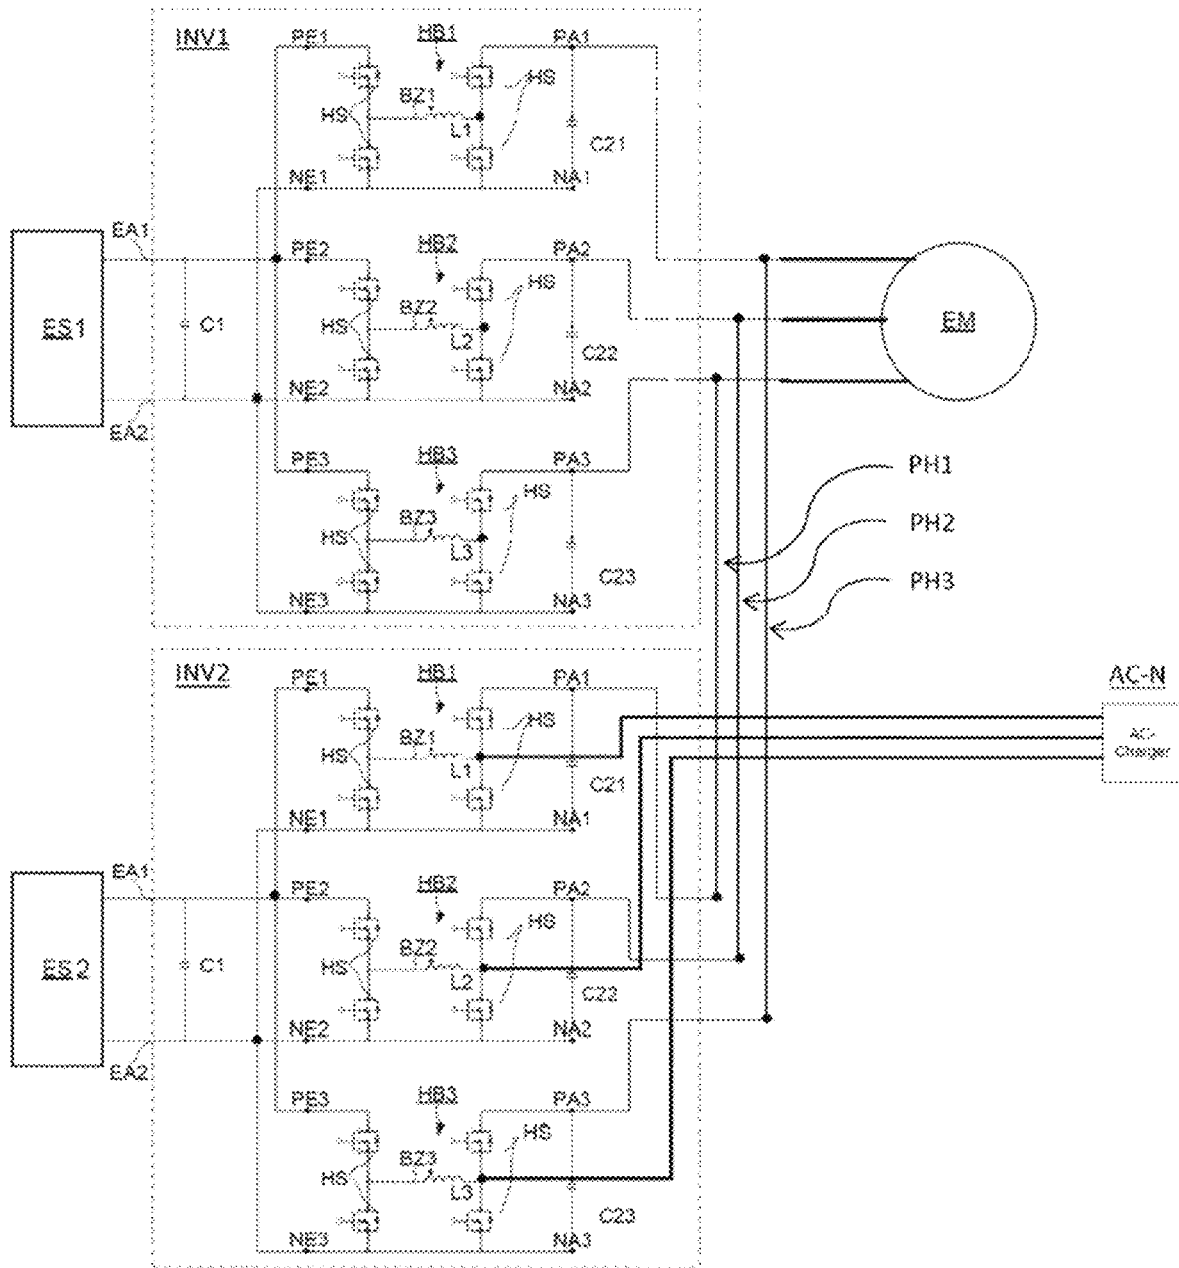 INV1
PE1
HB1
PA1
HS
BZ1
HS
L1
C21
NE1
NA1
EA1
PE2
HB2
PA2
HS
ES1
C1
BZ2
HS
L2
C22
EM
NE2
NA2
EA2
PE3
HB3
PA3
HS
PH1
BZ3
HS
L3
PH2
C23
PH3
NE3
NA3
INV2
PE1
HB1
PA1
AC-N
HS
BZ1
HS
L1
C21
AC-
Charger
NE1
NA1
EA1
PE2
HB2
PA2
HS
ES2
C1
BZ2
HS
L2
C22
NE2
NA2
EA2
PE3
HB3
PA3
HS
BZ3
HS
L3
C23
NE3
NA3